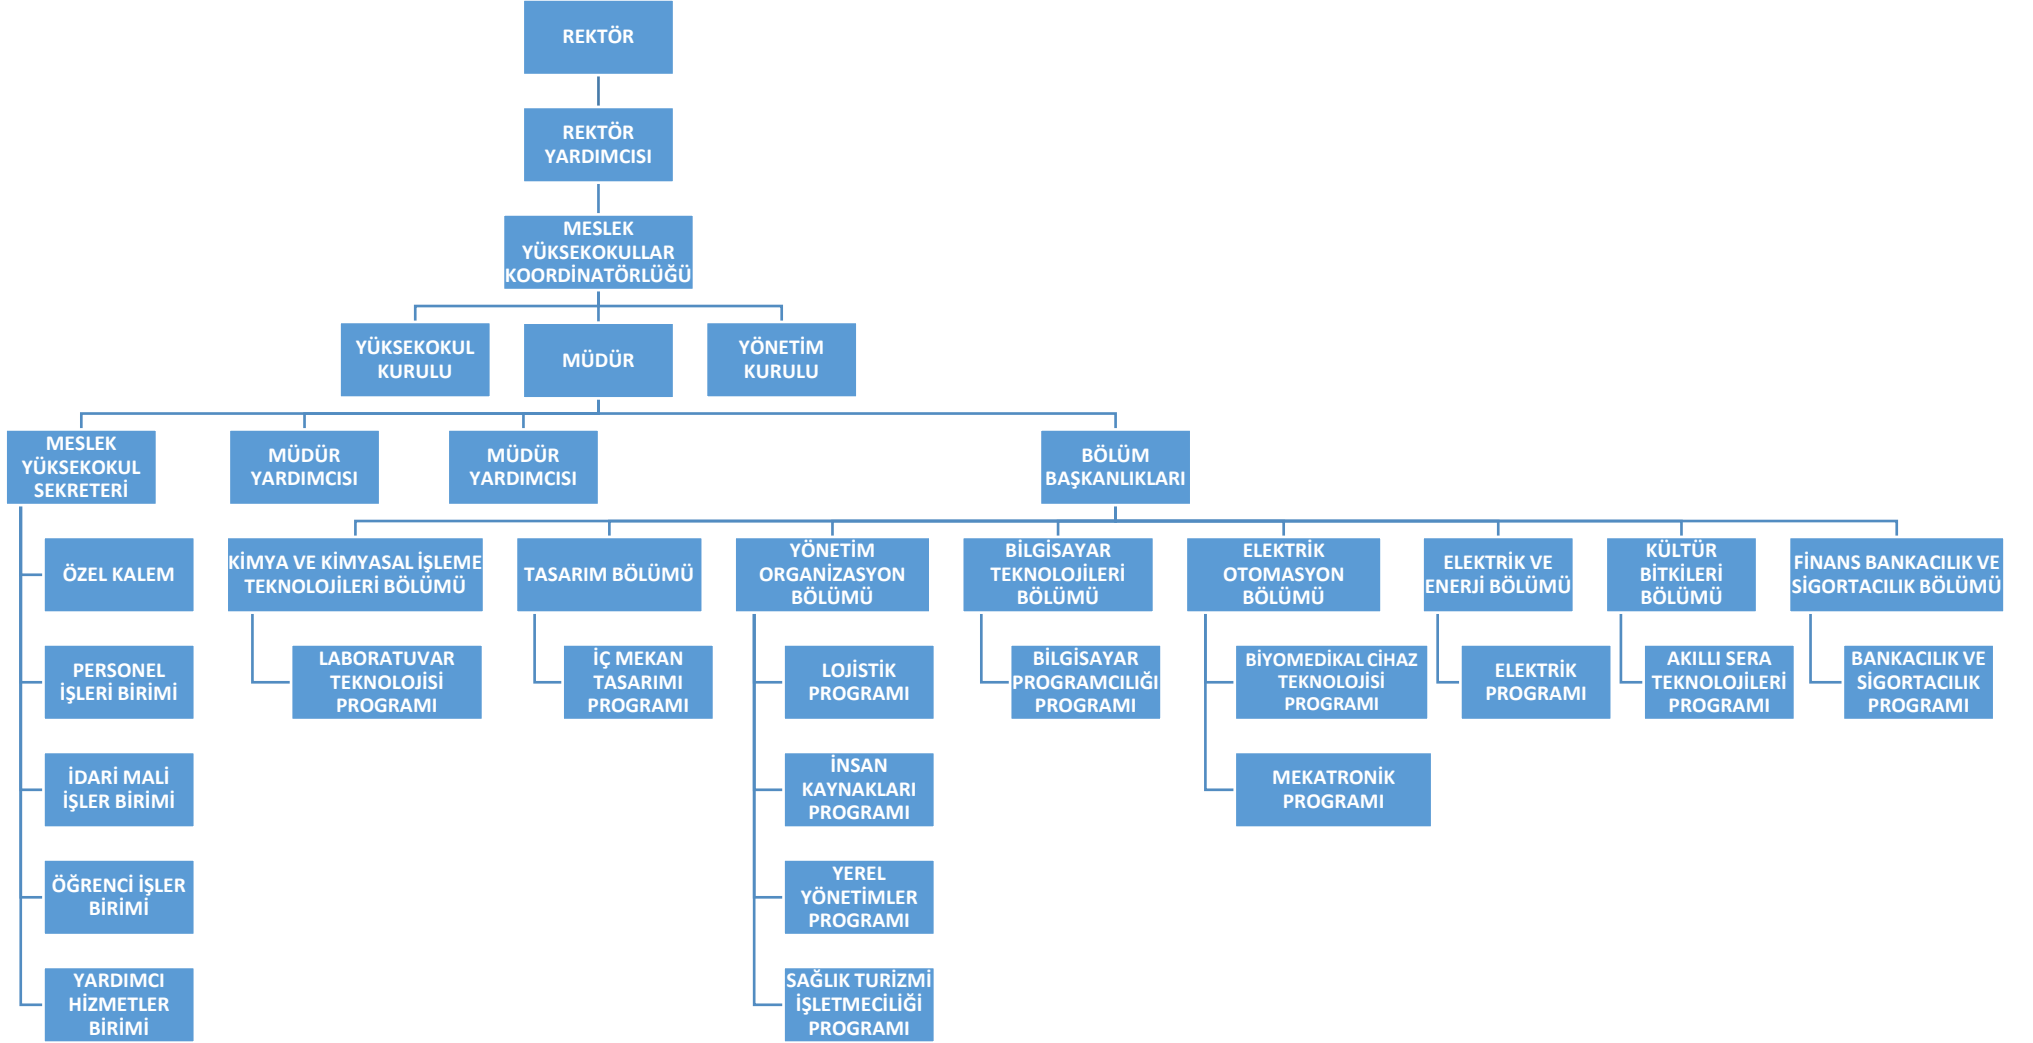 REKTÖR
REKTÖR
YARDIMCISI
MESLEK
YÜKSEKOKULLAR
KOORDİNATÖRLÜĞÜ
YÜKSEKOKUL
KURULU
MÜDÜR
YÖNETİM
KURULU
MESLEK
YÜKSEKOKUL
SEKRETERİ
MÜDÜR
YARDIMCISI
MÜDÜR
YARDIMCISI
BÖLÜM
BAŞKANLIKLARI
ÖZEL KALEM
PERSONEL
İŞLERİ BİRİMİ
İDARİ MALİ
İŞLER BİRİMİ
ÖĞRENCİ İŞLER
BİRİMİ
YARDIMCI
HİZMETLER
BİRİMİ
KİMYA VE KİMYASAL İŞLEME
TEKNOLOJİLERİ BÖLÜMÜ
LABORATUVAR
TEKNOLOJİSİ
PROGRAMI
TASARIM BÖLÜMÜ
İÇ MEKAN
TASARIMI
PROGRAMI
YÖNETİM
ORGANİZASYON
BÖLÜMÜ
LOJİSTİK
PROGRAMI
İNSAN
KAYNAKLARI
PROGRAMI
YEREL
YÖNETİMLER
PROGRAMI
SAĞLIK TURİZMİ
İŞLETMECİLİĞİ
PROGRAMI
BİLGİSAYAR
TEKNOLOJİLERİ
BÖLÜMÜ
BİLGİSAYAR
PROGRAMCILIĞI
PROGRAMI
ELEKTRİK
OTOMASYON
BÖLÜMÜ
BİYOMEDİKAL CİHAZ
TEKNOLOJİSİ
PROGRAMI
MEKATRONİK
PROGRAMI
ELEKTRİK VE
ENERJİ BÖLÜMÜ
ELEKTRİK
PROGRAMI
KÜLTÜR
BİTKİLERİ
BÖLÜMÜ
AKILLI SERA
TEKNOLOJİLERİ
PROGRAMI
FİNANS BANKACILIK VE
SİGORTACILIK BÖLÜMÜ
BANKACILIK VE
SİGORTACILIK
PROGRAMI